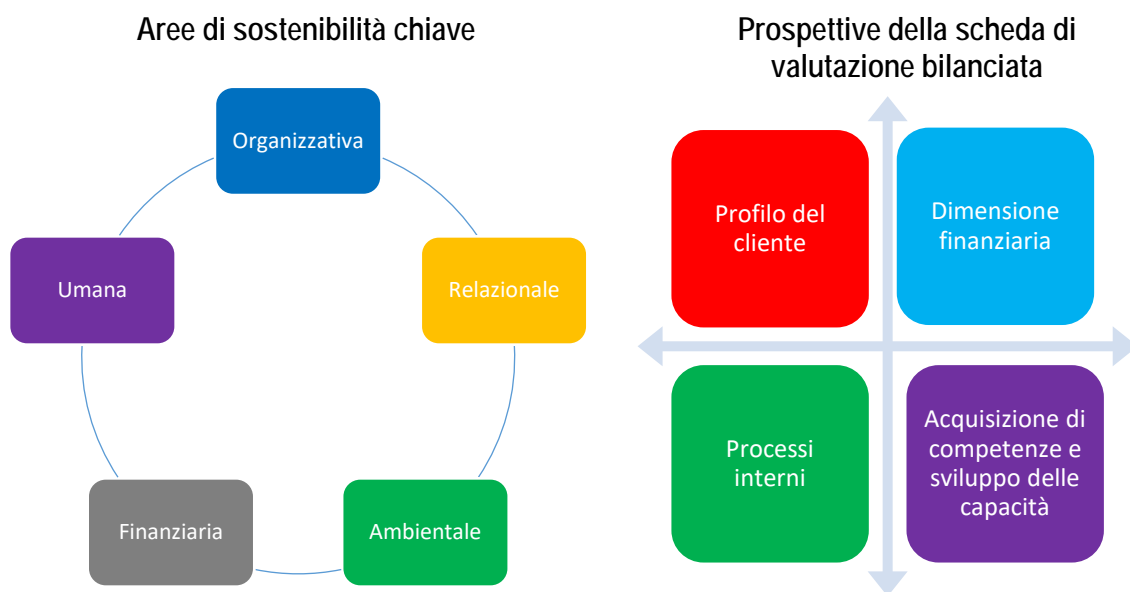 Aree di sostenibilità chiave
Organizzativa
Umana
Relazionale
Finanziaria
Ambientale
Prospettive della scheda di
valutazione bilanciata
Profilo del
cliente
Dimensione
finanziaria
Processi
interni
Acquisizione di
competenze e
sviluppo delle
capacità